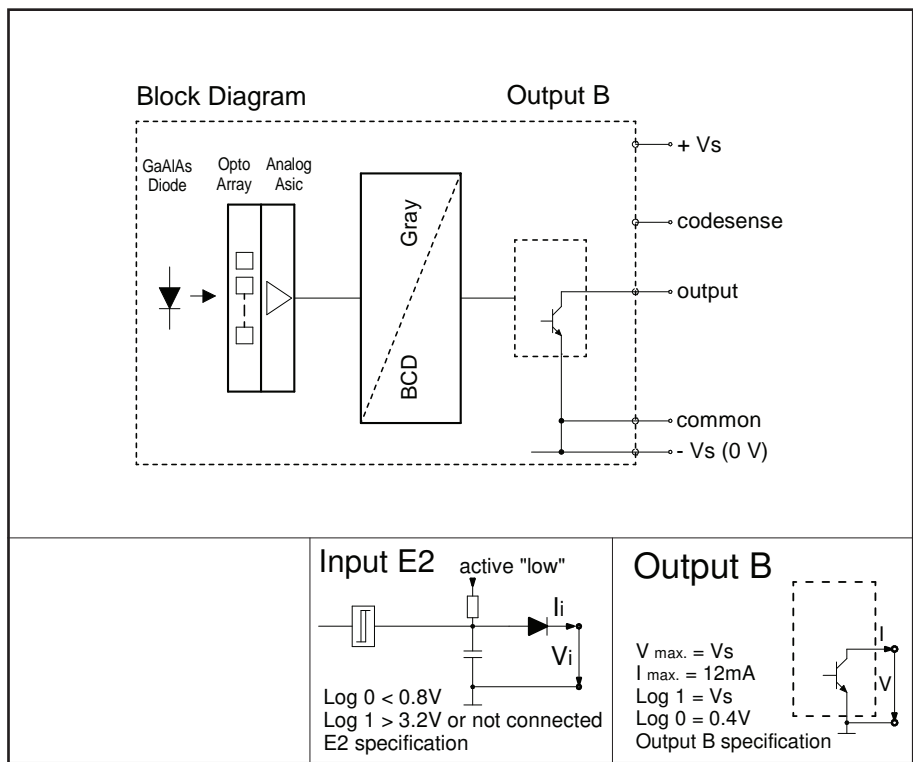 Block Diagram
Output B
GaAlAs
Diode
Opto
Array
Analog
Asic
Gray
BCD
+ Vs
codesense
output
common
- Vs (0 V)
Input E2
active "low"
Ii
Vi
Log 0 < 0.8V
Log 1 > 3.2V or not connected
E2 specification
Output B
I
V
V max. = Vs
I max. = 12mA
Log 1 = Vs
Log 0 = 0.4V
Output B specification